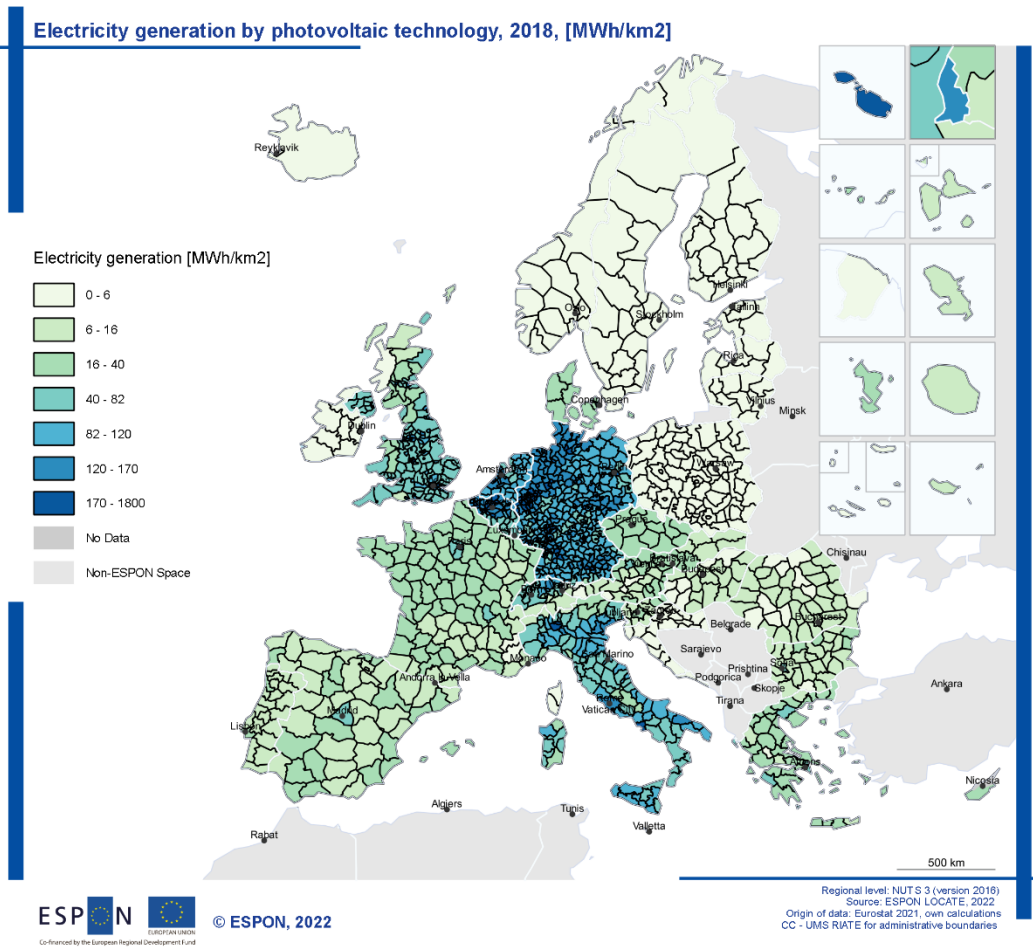 Electricity generation by photovoltaic technology, 2018, [MWh/km2]
Reykjavik
Electricity generation [MWh/km2]
0 - 6
6 - 16
16 - 40
40 - 82
82 - 120
120 - 170
170 - 1800
No Data
Non-ESPON Space
Helsinki
Tallinn
Oslo
Stockholm
Riga
Copenhagen
Vilnius
Minsk
Dublin
Amsterdam
Warsaw
Prague
Paris
Bratislava
Budapest
Chisinau
Bucharest
Belgrade
San Marino
Sarajevo
Monaco
Prishtina
Sofia
Andorra la Vella
Podgorica
Skopje
Rome
Vatican City
Tirana
Ankara
Madrid
Lisbon
Athens
Nicosia
Algiers
Tunis
Valletta
Rabat
500 km
Regional level: NUTS 3 (version 2016)
Source: ESPON LOCATE, 2022
Origin of data: Eurostat 2021, own calculations
CC - UMS RIATE for administrative boundaries
ESPON
EUROPEAN UNION
© ESPON, 2022
Co-financed by the European Regional Development Fund